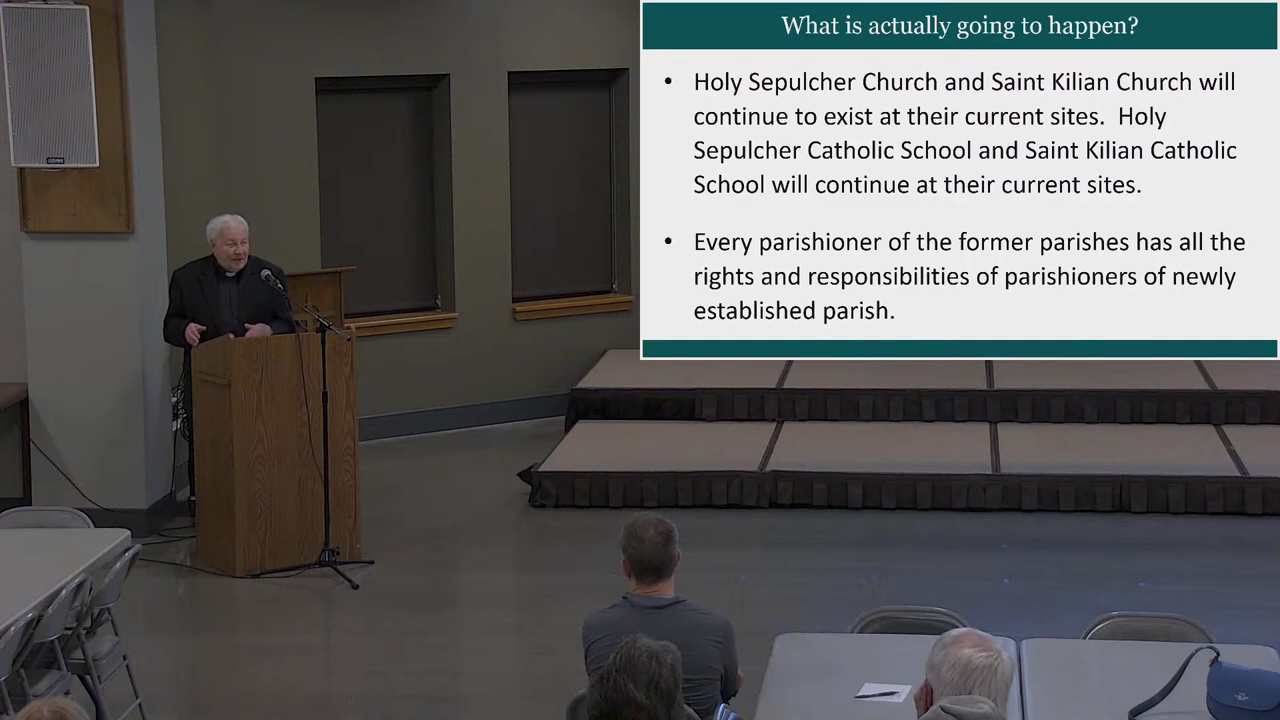 What is actually going to happen?
• Holy Sepulcher Church and Saint Kilian Church will
continue to exist at their current sites.  Holy
Sepulcher Catholic School and Saint Kilian Catholic
School will continue at their current sites.
• Every parishioner of the former parishes has all the
rights and responsibilities of parishioners of newly
established parish.